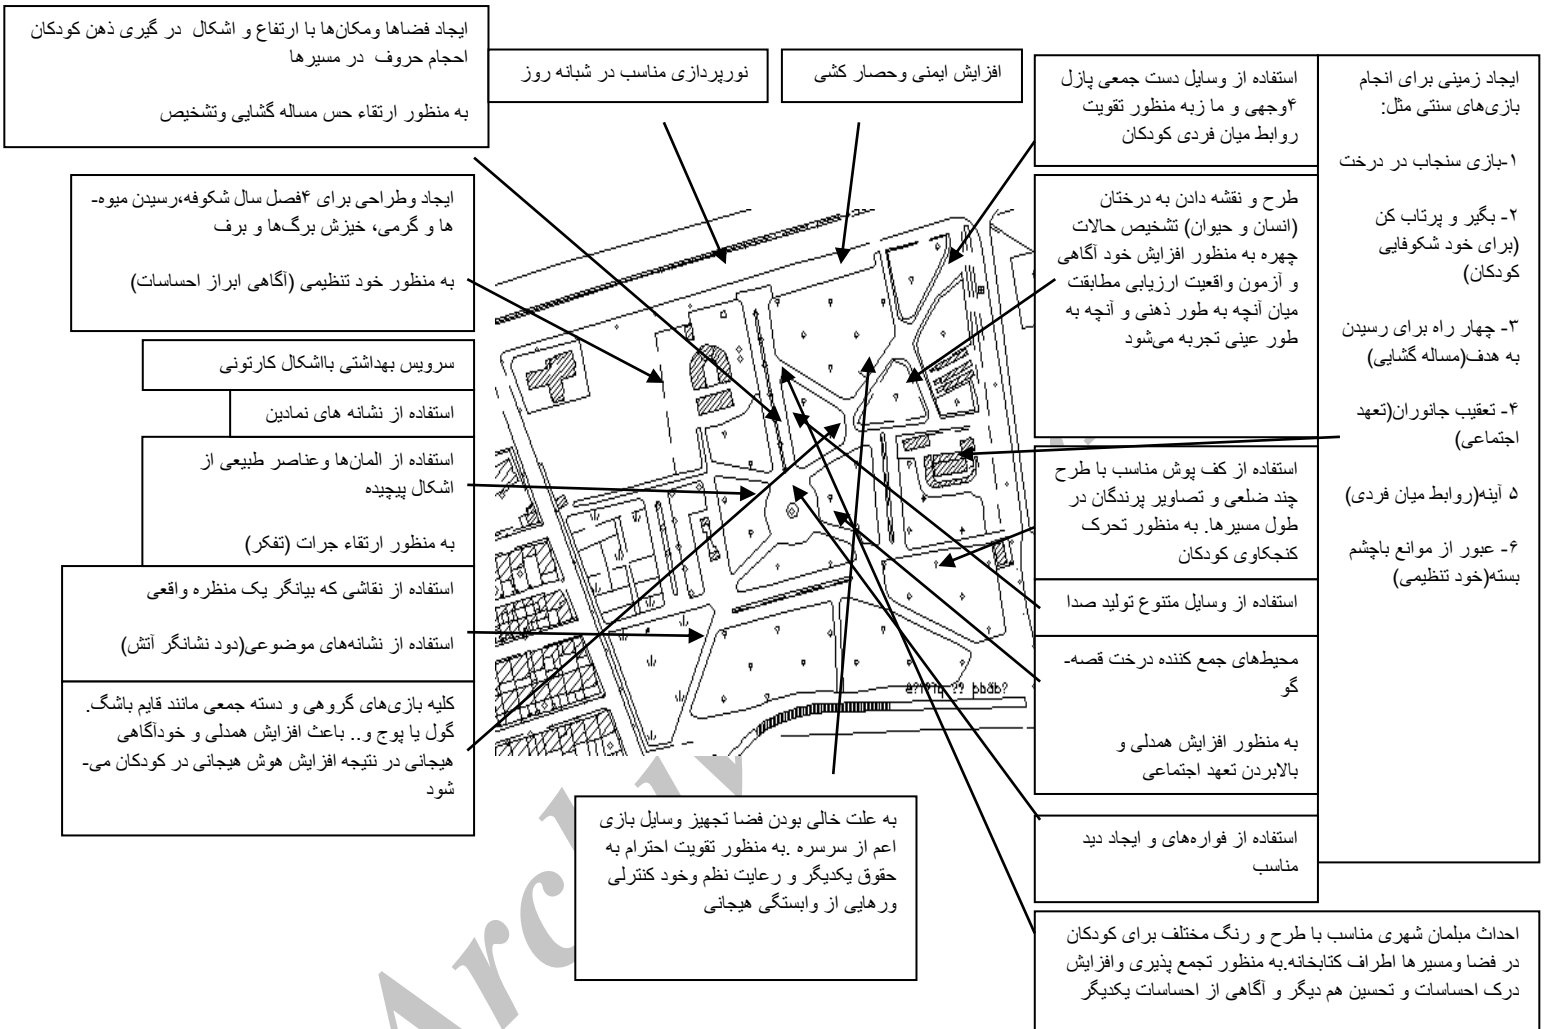 ایجاد زمینی برای انجام
بازی‌های سنتی مثل:
۱-بازی سنجاب در درخت
۲- بگیر و پرتاب کن
(برای خود شکوفایی
کودکان)
۳- چهار راه برای رسیدن
به هدف(مساله گشایی)
۴- تعقیب جانوران(تعهد
اجتماعی)
۵ آینه(روابط میان فردی)
۶- عبور از موانع باچشم
بسته(خود تنظیمی)
استفاده از وسایل دست جمعی پازل
۴وجهی و ما زبه منظور تقویت
روابط میان فردی کودکان
طرح و نقشه دادن به درختان
(انسان و حیوان) تشخیص حالات
چهره به منظور افزایش خود آگاهی
و آزمون واقعیت ارزیابی مطابقت
میان آنچه به طور ذهنی و آنچه به
طور عینی تجربه می‌شود
استفاده از کف پوش مناسب با طرح
چند ضلعی و تصاویر پرندگان در
طول مسیرها. به منظور تحرک
کنجکاوی کودکان
استفاده از وسایل متنوع تولید صدا
محیط‌های جمع کننده درخت قصه-
گو
به منظور افزایش همدلی و
بالابردن تعهد اجتماعی
استفاده از فواره‌های و ایجاد دید
مناسب
احداث مبلمان شهری مناسب با طرح و رنگ مختلف برای کودکان
در فضا ومسیرها اطراف کتابخانه.به منظور تجمع پذیری وافزایش
درک احساسات و تحسین هم دیگر و آگاهی از احساسات یکدیگر
افزایش ایمنی وحصار کشی
نورپردازی مناسب در شبانه روز
ایجاد فضاها ومکان‌ها با ارتفاع و اشکال  در گیری ذهن کودکان
احجام حروف  در مسیرها
به منظور ارتقاء حس مساله گشایی وتشخیص
ایجاد وطراحی برای ۴فصل سال شکوفه،رسیدن میوه-
ها و گرمی، خیزش برگ‌ها و برف
به منظور خود تنظیمی (آگاهی ابراز احساسات)
سرویس بهداشتی بااشکال کارتونی
استفاده از نشانه های نمادین
استفاده از المان‌ها وعناصر طبیعی از
اشکال پیچیده
به منظور ارتقاء جرات (تفکر)
استفاده از نقاشی که بیانگر یک منظره واقعی
استفاده از نشانه‌های موضوعی(دود نشانگر آتش)
کلیه بازی‌های گروهی و دسته جمعی مانند قایم باشگ.
گول یا پوچ و.. باعث افزایش همدلی و خودآگاهی
هیجانی در نتیجه افزایش هوش هیجانی در کودکان می-
شود
به علت خالی بودن فضا تجهیز وسایل بازی
اعم از سرسره .به منظور تقویت احترام به
حقوق یکدیگر و رعایت نظم وخود کنترلی
ورهایی از وابستگی هیجانی